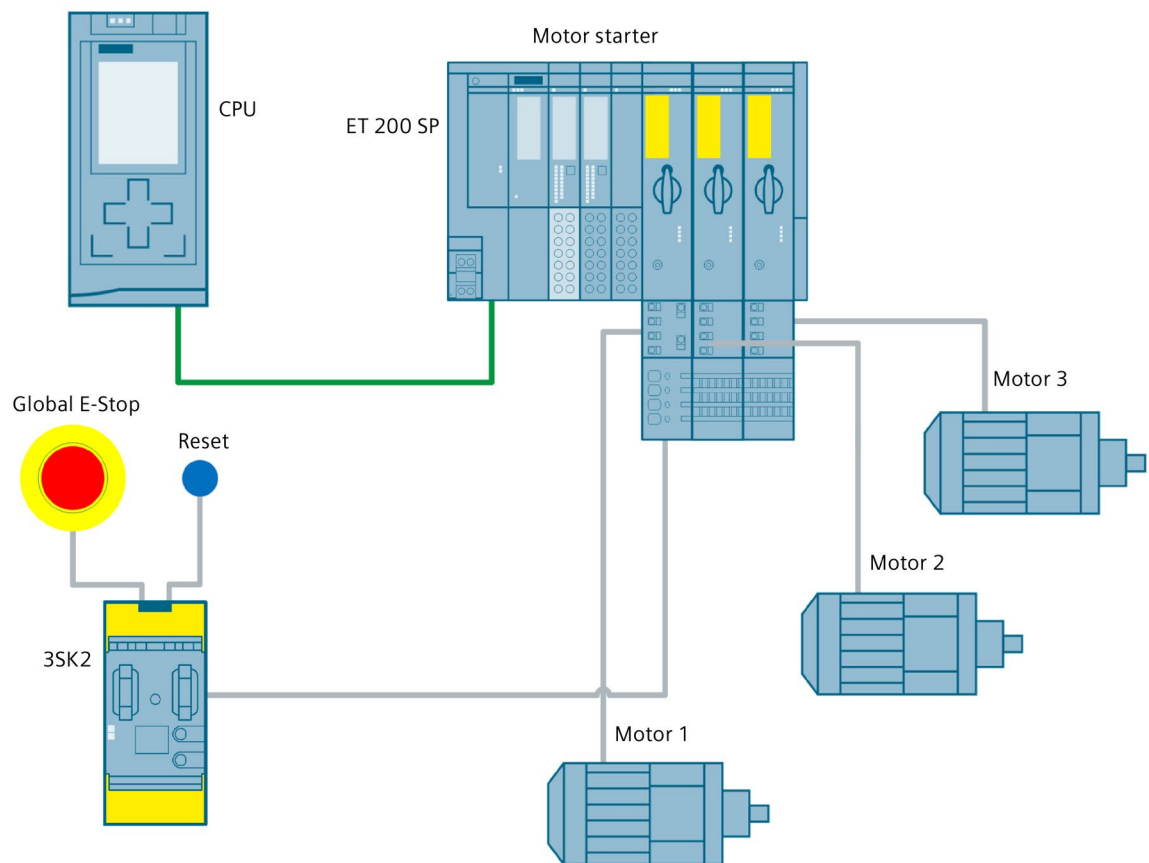 Motor starter
CPU
ET 200 SP
Motor 3
Global E-Stop
Reset
Motor 2
3SK2
Motor 1